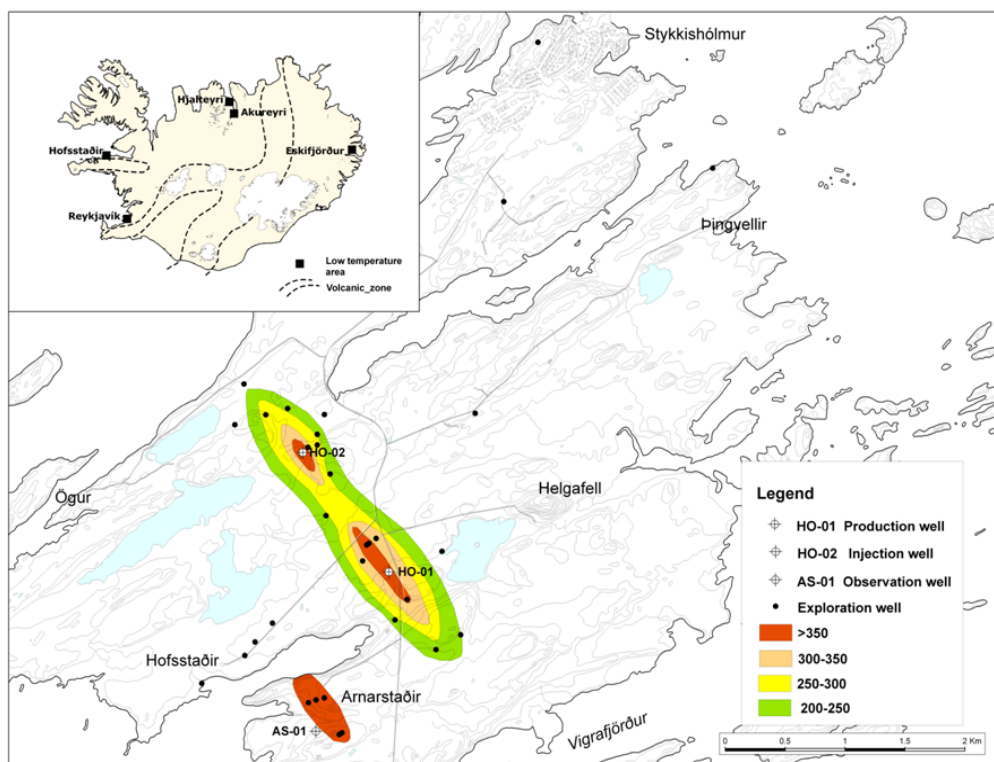 Stykkishólmur
Hjalteyri
Akureyri
Hofsstaðir
Eskifjörður
Reykjavík
Low temperature
area
Volcanic_zone
Þingvellir
HO-02
Ögur
Helgafell
HO-01
Hofsstaðir
Arnarstaðir
AS-01
Vigrafjörður
Legend
HO-01 Production well
HO-02 Injection well
AS-01 Observation well
Exploration well
>350
300-350
250-300
200-250
0 0.5 1 1.5 2 Km